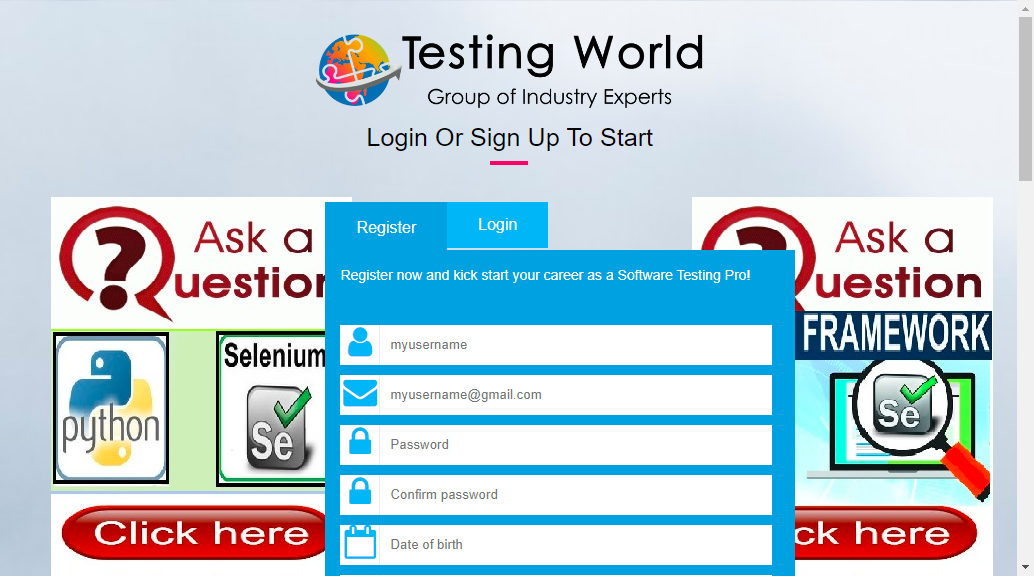 Testing World
Group of Industry Experts
Login Or Sign Up To Start
Ask a
uestion
Register
Login
Ask a
uestion
Register now and kick start your career as a Software Testing Pro!
FRAMEWORK
myusername
Selenium
python
Se
Se
myusername@gmail.com
Password
Confirm password
Click here
ck here
Date of birth